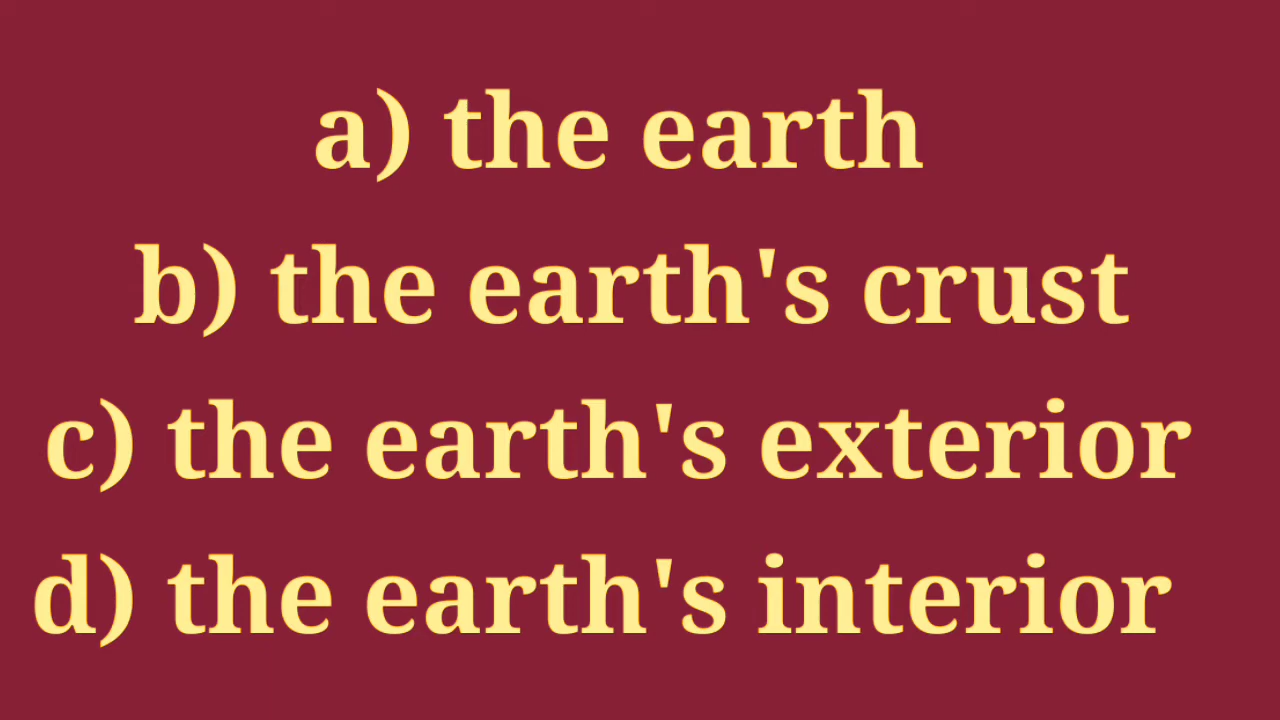 a) the earth
b) the earth's crust
c) the earth's exterior
d) the earth's interior